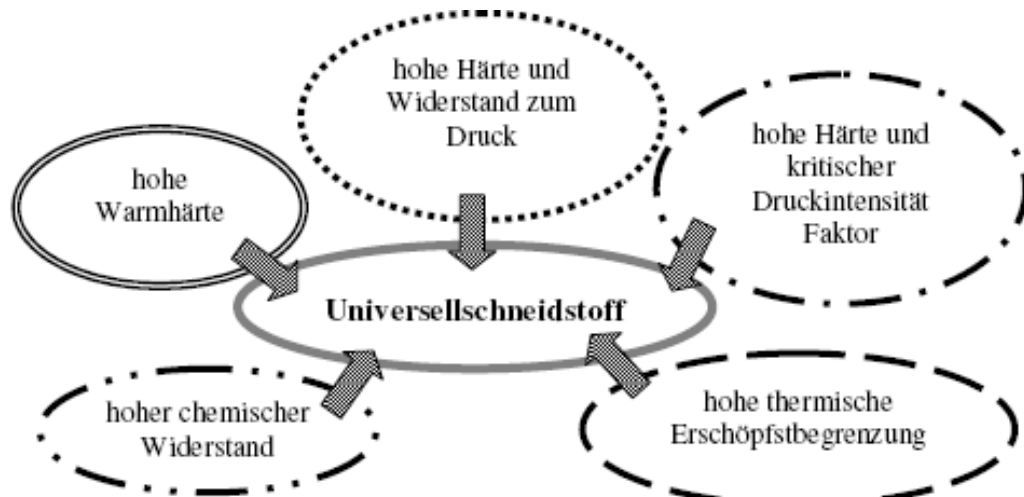 hohe Härte und
Widerstand zum
Druck
hohe Härte und
kritischer
Druckintensität
Faktor
hohe
Warmhärte
Universellschneidstoff
hoher chemischer
Widerstand
hohe thermische
Erschöpfstbegrenzung